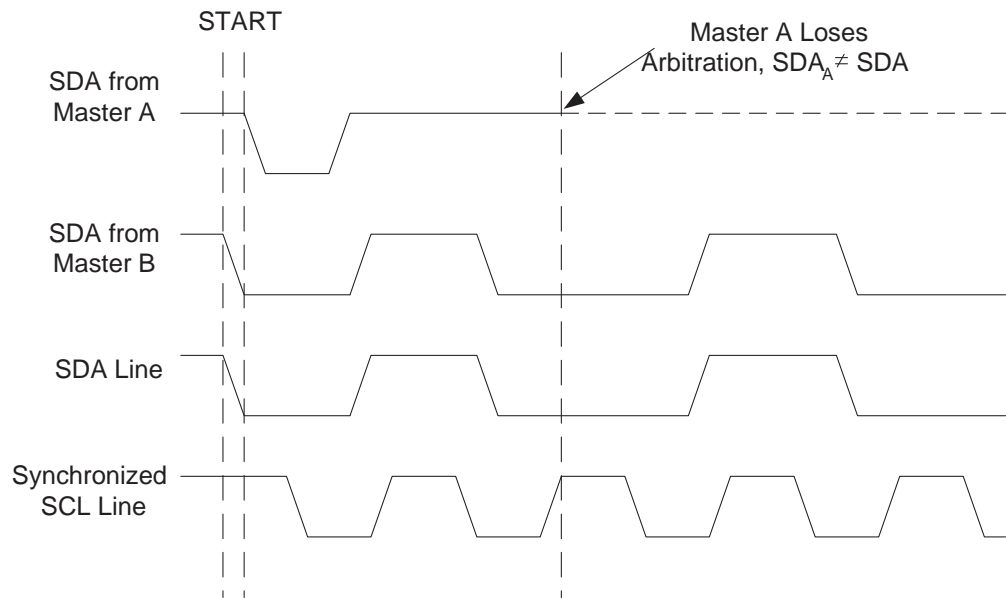 START
Master A Loses
Arbitration, SDA_A ≠ SDA
SDA from
Master A
SDA from
Master B
SDA Line
Synchronized
SCL Line